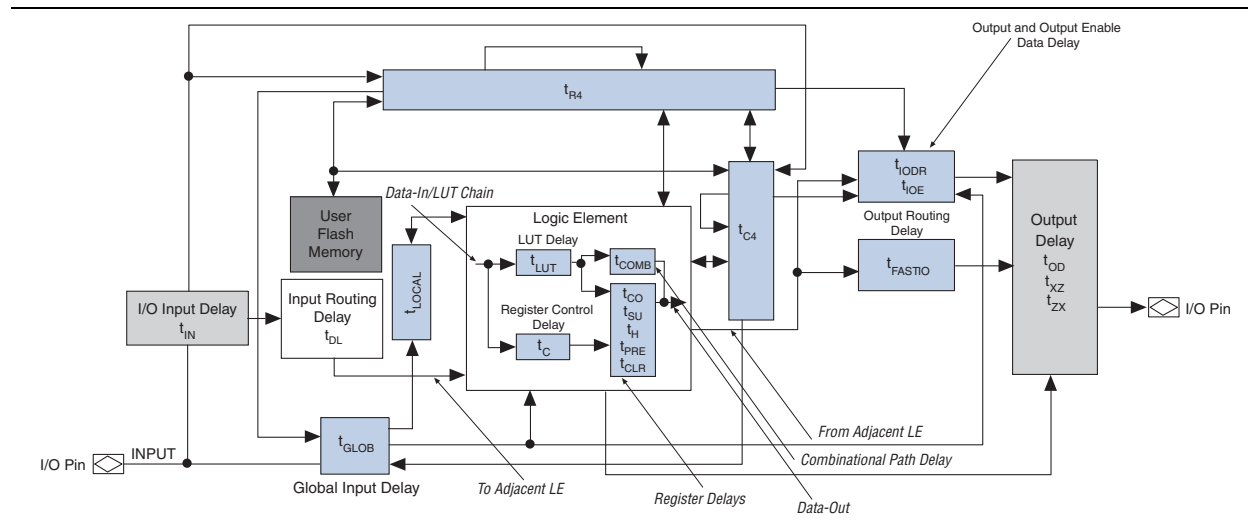 Output and Output Enable
Data Delay
tR4
tIODR
tIOE
Data-In/LUT Chain
User
Flash
Memory
Logic Element
LUT Delay
tLUT
tCOMB
tC4
Output Routing
Delay
tFASTIO
Output
Delay
tOD
tXZ
tZX
I/O Pin
tLOCAL
I/O Input Delay
tIN
Input Routing
Delay
tDL
Register Control
Delay
tC
tCO
tSU
tH
tPRE
tCLR
From Adjacent LE
tGLOB
I/O Pin
INPUT
Global Input Delay
To Adjacent LE
Register Delays
Combinational Path Delay
Data-Out